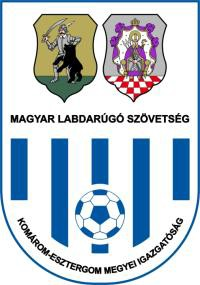 MAGYAR LABDARÚGÓ SZÖVETSÉG
KOMÁROM-ESZTERGOM MEGYEI IGAZGATÓSÁG